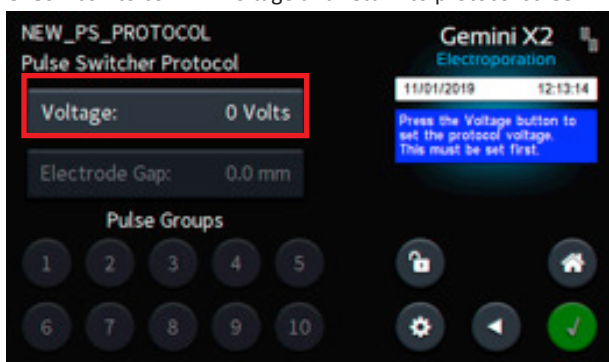 NEW_PS_PROTOCOL
Pulse Switcher Protocol
Voltage: 0 Volts
Electrode Gap: 0.0 mm
Pulse Groups
1 2 3 4 5
6 7 8 9 10
Gemini X2
Electroporation
11/01/2019 12:13:14
Press the Voltage button to
set the protocol voltage.
This must be set first.